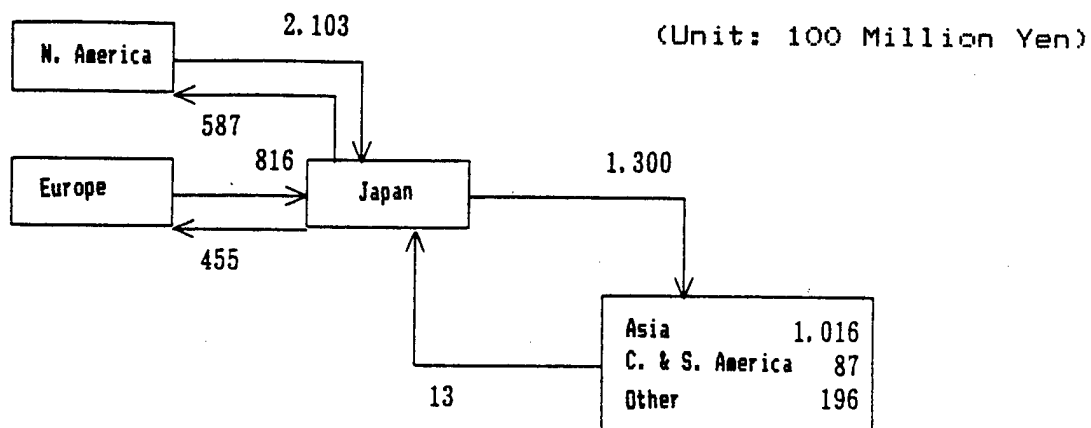 2.103
(Unit: 100 Million Yen)
N. America
587
816
1.300
Europe
Japan
455
Asia 1.016
C. & S. America 87
13
Other 196